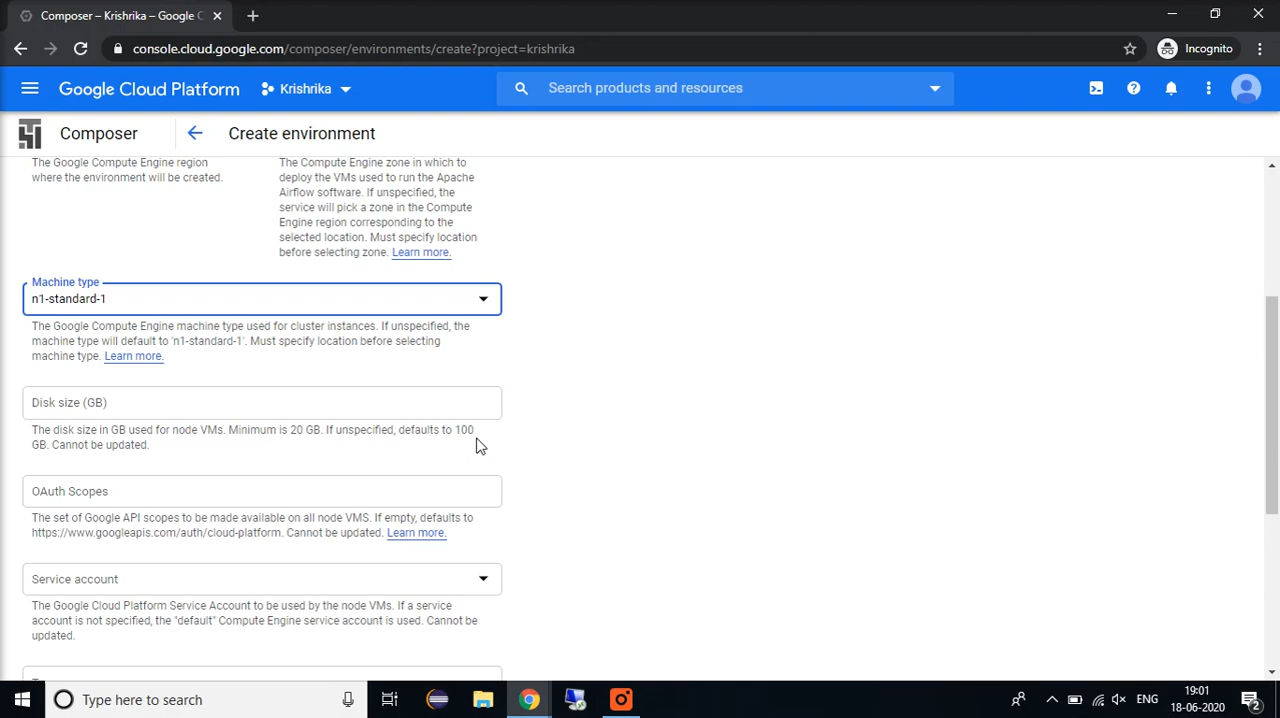 Composer – Krishrika - Google C
console.cloud.google.com/composer/environments/create?project=krishrika
Incognito
Google Cloud Platform
Krishrika
Search products and resources
Composer
Create environment
The Google Compute Engine region
where the environment will be created.
The Compute Engine zone in which to
deploy the VMs used to run the Apache
Airflow software. If unspecified, the
service will pick a zone in the Compute
Engine region corresponding to the
selected location. Must specify location
before selecting zone. Learn more.
Machine type
n1-standard-1
The Google Compute Engine machine type used for cluster instances. If unspecified, the
machine type will default to 'n1-standard-1'. Must specify location before selecting
machine type. Learn more.
Disk size (GB)
The disk size in GB used for node VMs. Minimum is 20 GB. If unspecified, defaults to 100
GB. Cannot be updated.
OAuth Scopes
The set of Google API scopes to be made available on all node VMS. If empty, defaults to
https://www.googleapis.com/auth/cloud-platform. Cannot be updated. Learn more.
Service account
The Google Cloud Platform Service Account to be used by the node VMs. If a service
account is not specified, the "default" Compute Engine service account is used. Cannot be
updated.
Type here to search
ENG
19:01
18-06-2020
2